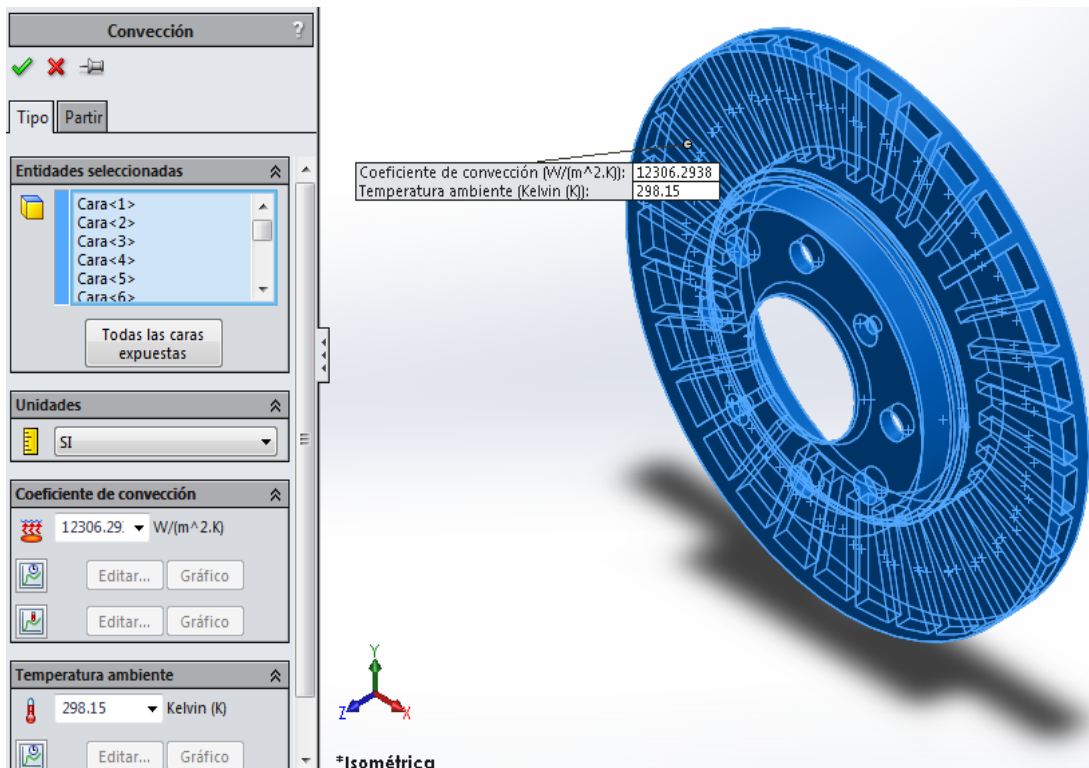 Convección
?
Tipo Partir
Entidades seleccionadas
Cara<1>
Cara<2>
Cara<3>
Cara<4>
Cara<5>
Cara<6>
Todas las caras
expuestas
Unidades
SI
Coeficiente de convección
12306.29 W/(m^2.K)
Editar... Gráfico
Editar... Gráfico
Temperatura ambiente
298.15 Kelvin (K)
Editar... Gráfico
Coeficiente de convección (W/(m^2.K)): 12306.2938
Temperatura ambiente (Kelvin (K)): 298.15
Y
Z X
*Isométrica